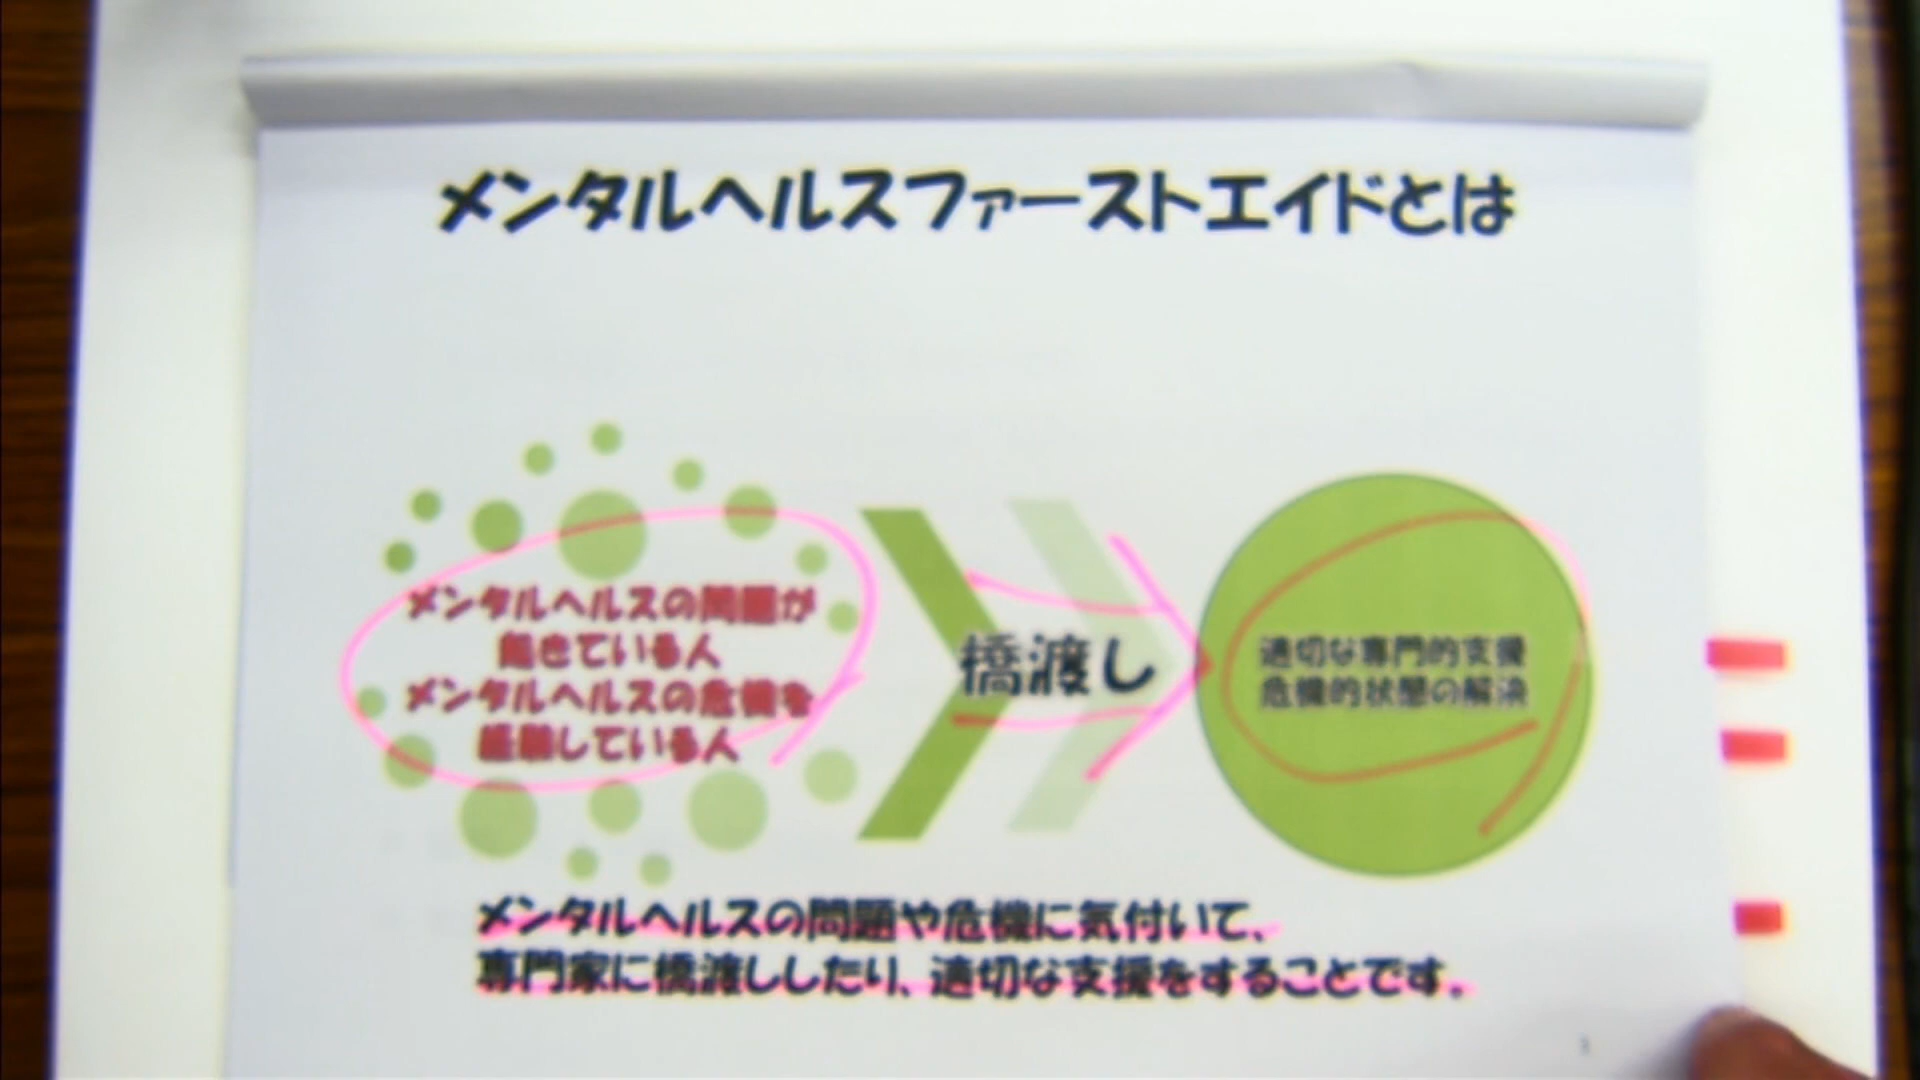 メンタルヘルスファーストエイドとは
メンタルヘルスの問題が
起きている人
メンタルヘルスの危機を
経験している人
橋渡し
適切な専門的支援
危機的状態の解決
メンタルヘルスの問題や危機に気付いて、
専門家に橋渡ししたり、適切な支援をすることです。